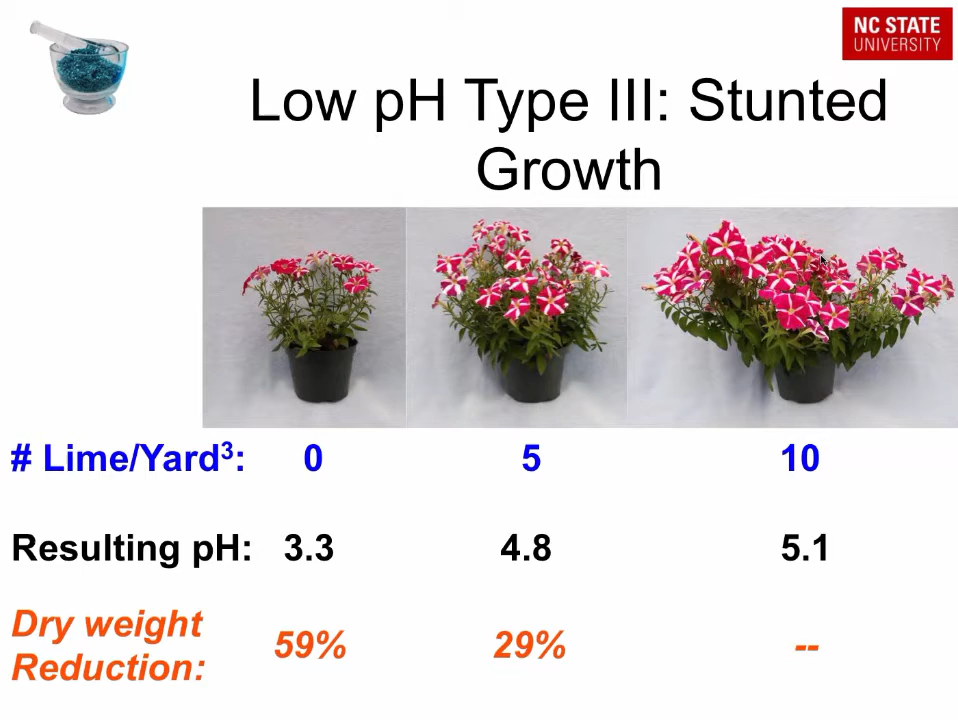 NC STATE
UNIVERSITY
Low pH Type III: Stunted
Growth
# Lime/Yard³: 0 5 10
Resulting pH: 3.3 4.8 5.1
Dry weight
Reduction: 59% 29% --